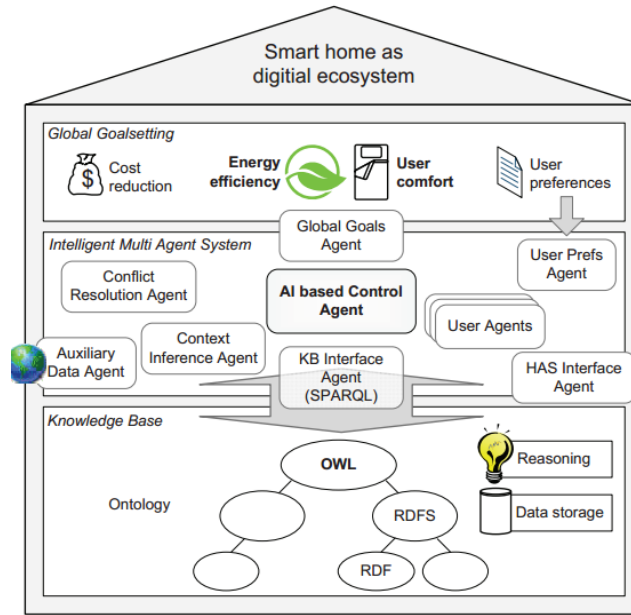 Smart home as
digitial ecosystem
Global Goalsetting
$
Cost
reduction
Energy
efficiency
User
comfort
User
preferences
Global Goals
Agent
Intelligent Multi Agent System
User Prefs
Agent
Conflict
Resolution Agent
AI based Control
Agent
User Agents
Context
Inference Agent
Auxiliary
Data Agent
KB Interface
Agent
(SPARQL)
HAS Interface
Agent
Knowledge Base
OWL
Reasoning
Ontology
RDFS
Data storage
RDF